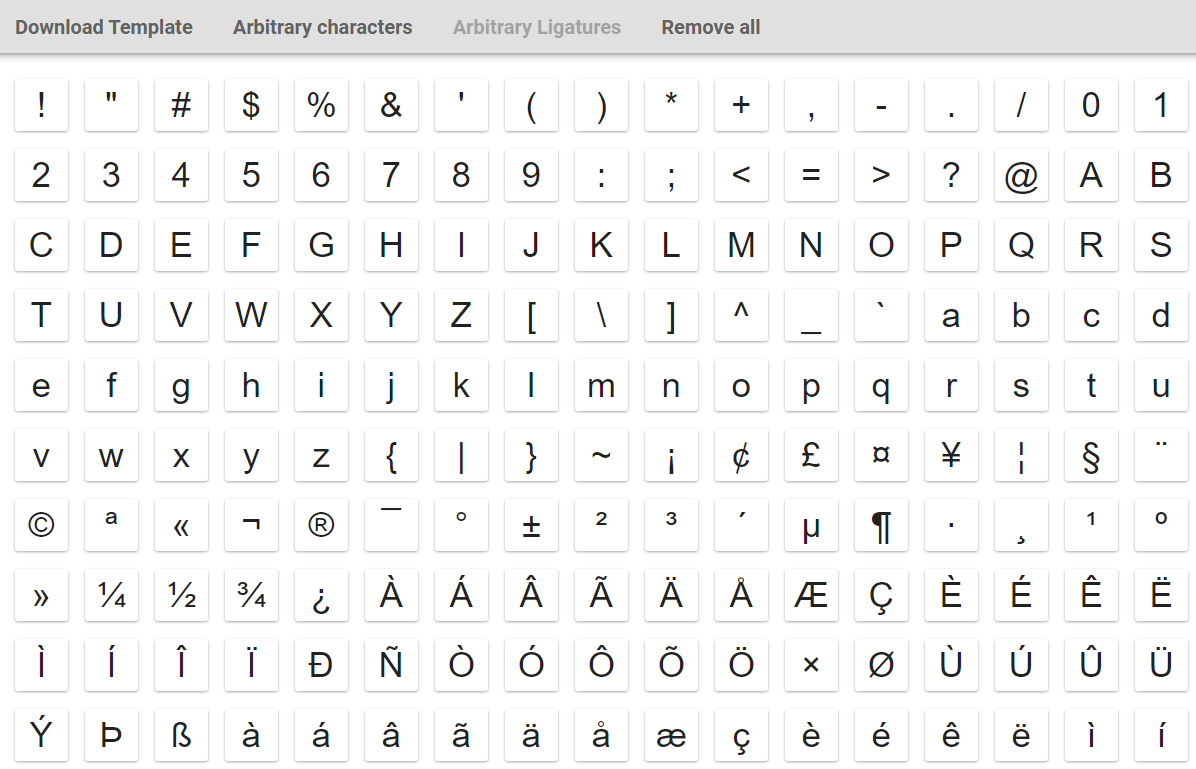 Download Template Arbitrary characters Arbitrary Ligatures Remove all
! " # $ % & ' ( ) * + , - . / 0 1
2 3 4 5 6 7 8 9 : ; < = > ? @ A B
C D E F G H I J K L M N O P Q R S
T U V W X Y Z [ \ ] ^ _ ` a b c d
e f g h i j k l m n o p q r s t u
v w x y z { | } ~ ¡ ¢ £ ¤ ¥ ¦ § ¨
© ª « ¬ ® ¯ ° ± ² ³ ´ µ ¶ · ¸ ¹ º
» ¼ ½ ¾ ¿ À Á Â Ã Ä Å Æ Ç È É Ê Ë
Ì Í Î Ï Ð Ñ Ò Ó Ô Õ Ö × Ø Ù Ú Û Ü
Ý Þ ß à á â ã ä å æ ç è é ê ë ì í